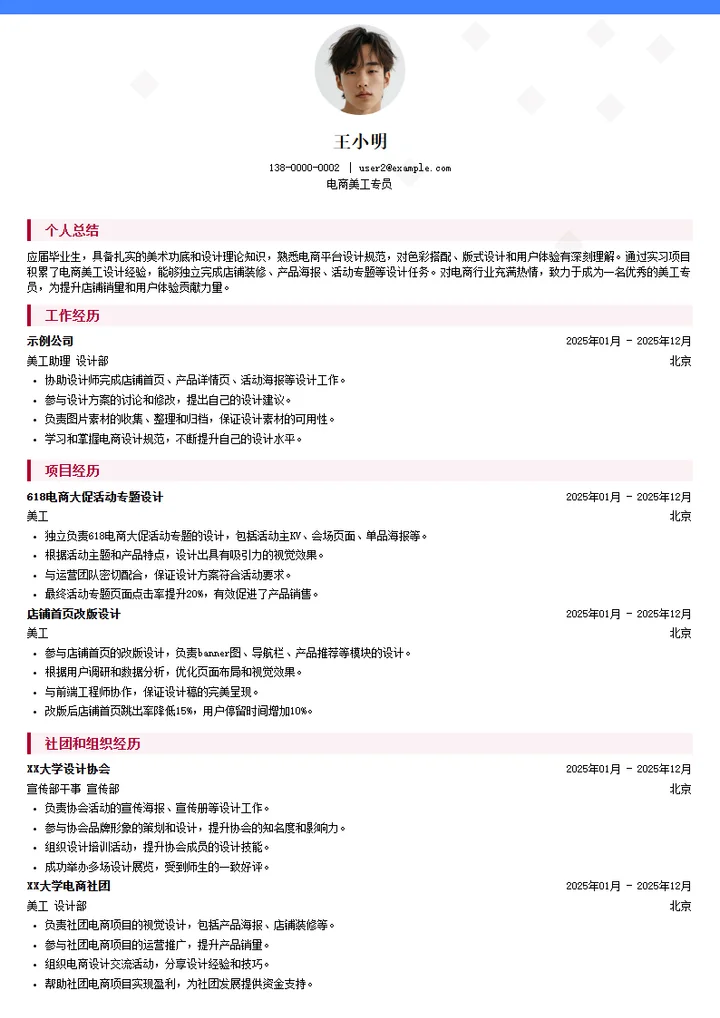 王小明
138-0000-0002 | user2@example.com
电商美工专员
个人总结
应届毕业生，具备扎实的美术功底和设计理论知识，熟悉电商平台设计规范，对色彩搭配、版式设计和用户体验有深刻理解。通过实习项目
积累了电商美工设计经验，能够独立完成店铺装修、产品海报、活动专题等设计任务。对电商行业充满热情，致力于成为一名优秀的美工专
员，为提升店铺销量和用户体验贡献力量。
工作经历
示例公司 2025年01月 - 2025年12月
美工助理 设计部 北京
• 协助设计师完成店铺首页、产品详情页、活动海报等设计工作。
• 参与设计方案的讨论和修改，提出自己的设计建议。
• 负责图片素材的收集、整理和归档，保证设计素材的可用性。
• 学习和掌握电商设计规范，不断提升自己的设计水平。
项目经历
618电商大促活动专题设计 2025年01月 - 2025年12月
美工 北京
• 独立负责618电商大促活动专题的设计，包括活动主KV、会场页面、单品海报等。
• 根据活动主题和产品特点，设计出具有吸引力的视觉效果。
• 与运营团队密切配合，保证设计方案符合活动要求。
• 最终活动专题页面点击率提升20%，有效促进了产品销售。
店铺首页改版设计 2025年01月 - 2025年12月
美工 北京
• 参与店铺首页的改版设计，负责banner图、导航栏、产品推荐等模块的设计。
• 根据用户调研和数据分析，优化页面布局和视觉效果。
• 与前端工程师协作，保证设计稿的完美呈现。
• 改版后店铺首页跳出率降低15%，用户停留时间增加10%。
社团和组织经历
XX大学设计协会 2025年01月 - 2025年12月
宣传部干事 宣传部 北京
• 负责协会活动的宣传海报、宣传册等设计工作。
• 参与协会品牌形象的策划和设计，提升协会的知名度和影响力。
• 组织设计培训活动，提升协会成员的设计技能。
• 成功举办多场设计展览，受到师生的一致好评。
XX大学电商社团 2025年01月 - 2025年12月
美工 设计部 北京
• 负责社团电商项目的视觉设计，包括产品海报、店铺装修等。
• 参与社团电商项目的运营推广，提升产品销量。
• 组织电商设计交流活动，分享设计经验和技巧。
• 帮助社团电商项目实现盈利，为社团发展提供资金支持。